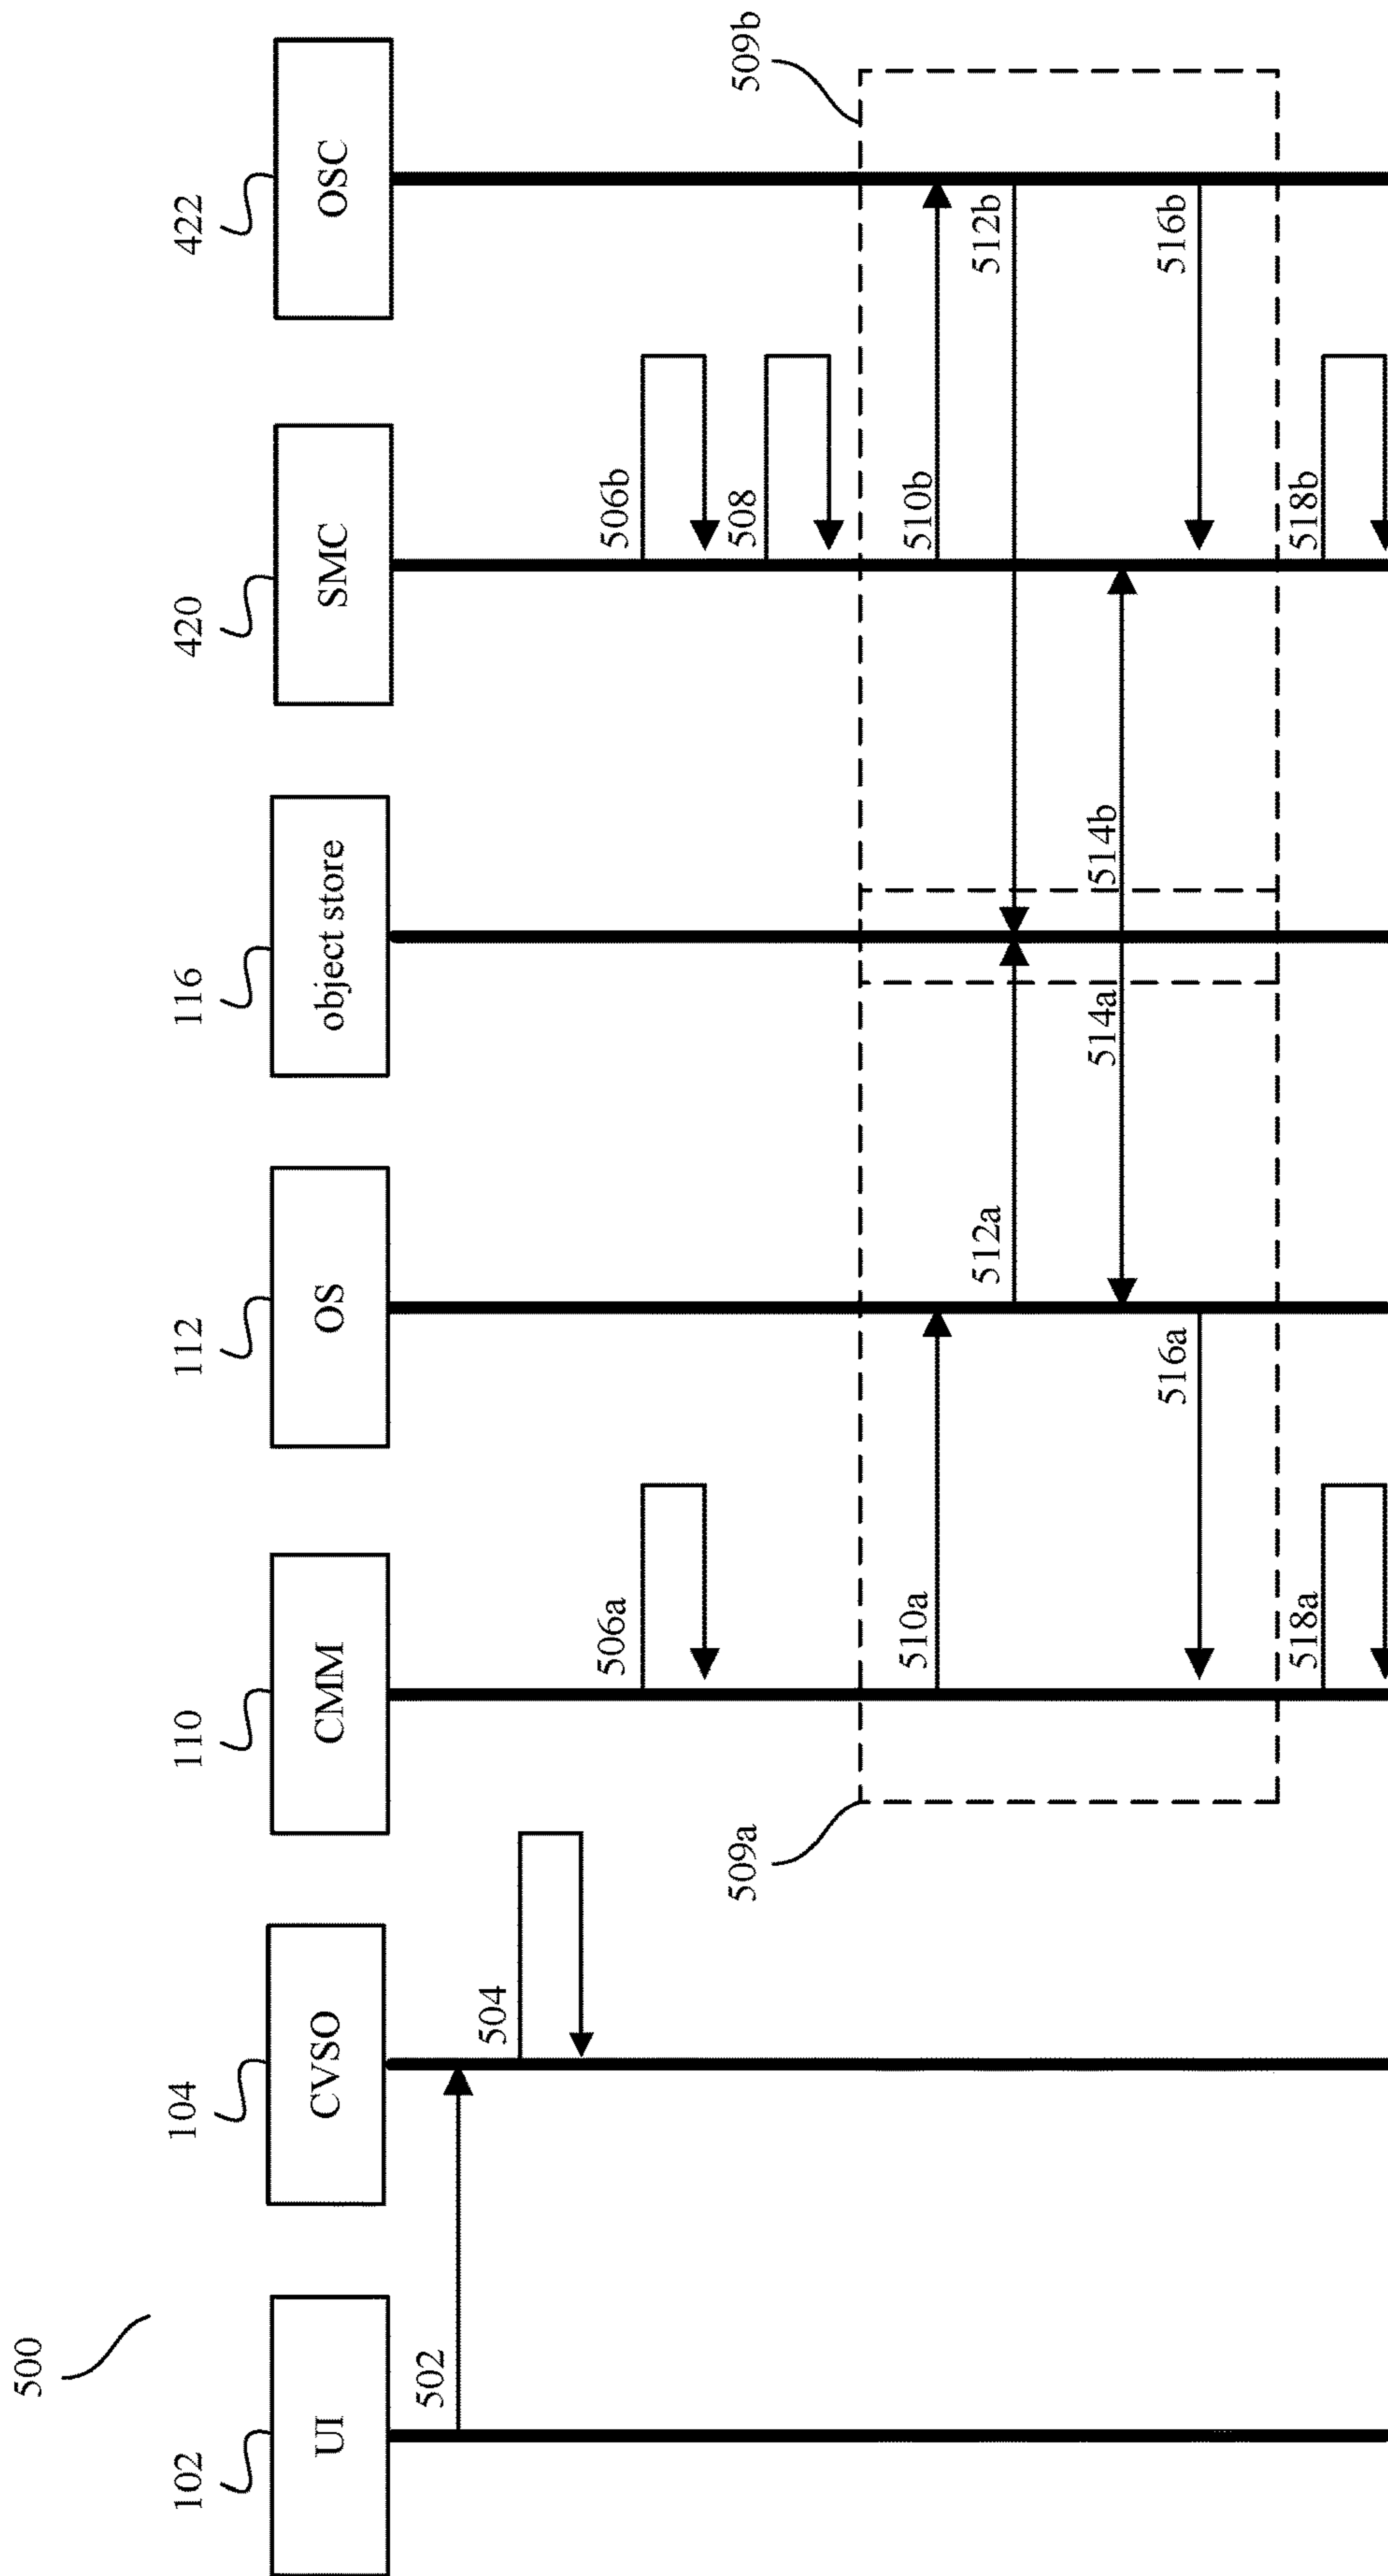 500
102
104
110
112
116
420
422
UI
CVSO
CMM
OS
object store
SMC
OSC
502
504
506a
506b
508
509a
509b
510a
510b
512a
512b
514a
514b
516a
516b
518a
518b